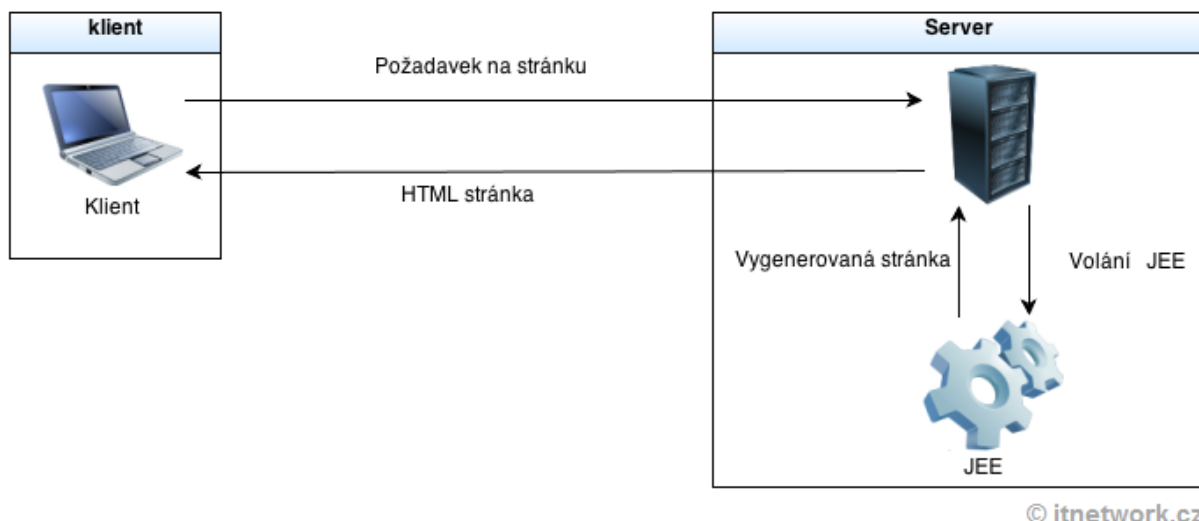 klient
Server
Požadavek na stránku
HTML stránka
Klient
Vygenerovaná stránka
Volání JEE
JEE
© itnetwork.cz